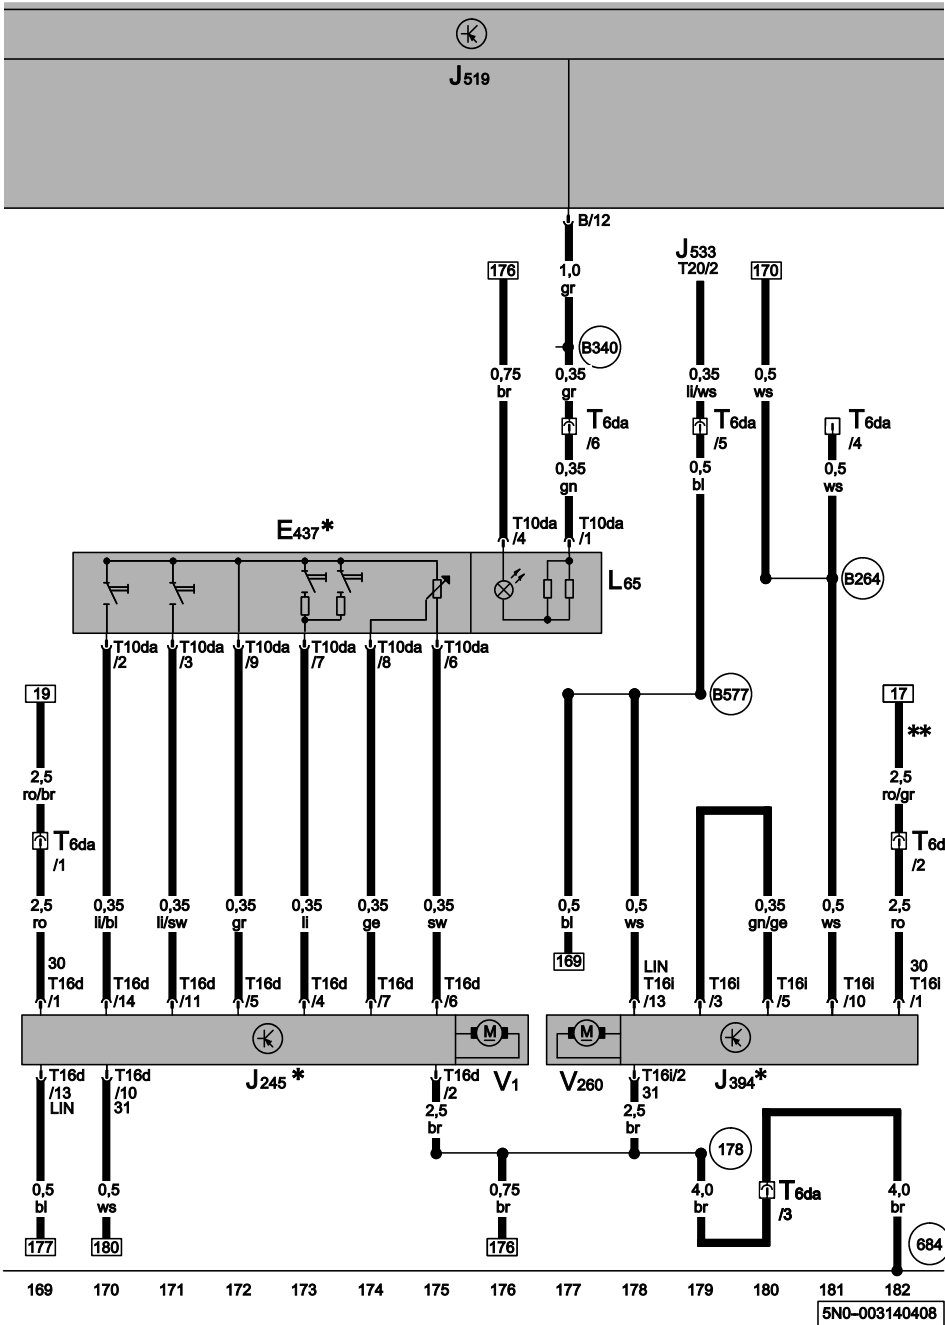 J519
B/12
J533
T20/2
176
170
1,0
gr
B340
0,75
br
0,35
gr
0,35
li/ws
0,5
ws
T6da
/6
T6da
/5
T6da
/4
0,35
gn
0,5
bl
0,5
ws
E437*
T10da
/4
T10da
/1
L65
B264
T10da
/2
T10da
/3
T10da
/9
T10da
/7
T10da
/8
T10da
/6
19
B577
17
**
2,5
ro/br
2,5
ro/gr
T6da
/1
T6d
/2
2,5
ro
0,35
li/bl
0,35
li/sw
0,35
gr
0,35
li
0,35
ge
0,35
sw
0,5
bl
0,5
ws
0,35
gn/ge
0,5
ws
2,5
ro
169
30
T16d
/1
T16d
/14
T16d
/11
T16d
/5
T16d
/4
T16d
/7
T16d
/6
LIN
T16i
/13
T16i
/3
T16i
/5
T16i
/10
30
T16i
/1
M
M
J245*
V1
V260
J394*
T16d
/13
LIN
T16d
/10
31
T16d
/2
T16i/2
31
2,5
br
2,5
br
178
0,5
bl
0,5
ws
0,75
br
4,0
br
T6da
/3
4,0
br
177
180
176
684
169 170 171 172 173 174 175 176 177 178 179 180 181 182
5N0-003140408